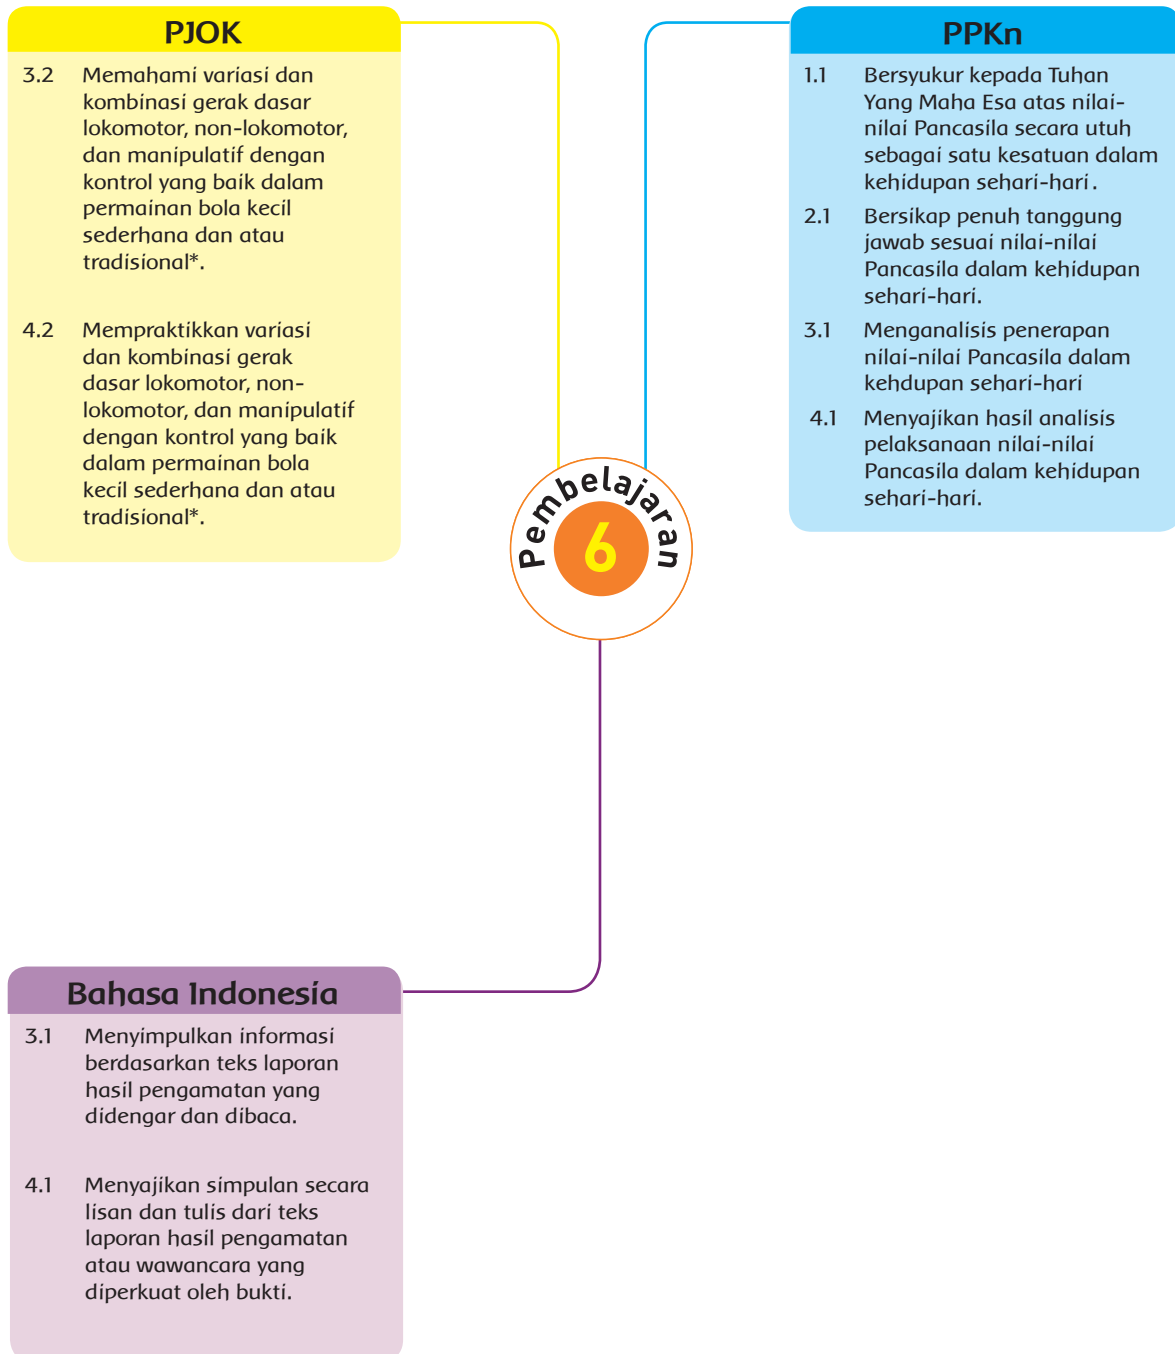 PJOK
3.2 Memahami variasi dan
kombinasi gerak dasar
lokomotor, non-lokomotor,
dan manipulatif dengan
kontrol yang baik dalam
permainan bola kecil
sederhana dan atau
tradisional*.
4.2 Mempraktikkan variasi
dan kombinasi gerak
dasar lokomotor, non-
lokomotor, dan manipulatif
dengan kontrol yang baik
dalam permainan bola
kecil sederhana dan atau
tradisional*.
PPKn
1.1 Bersyukur kepada Tuhan
Yang Maha Esa atas nilai-
nilai Pancasila secara utuh
sebagai satu kesatuan dalam
kehidupan sehari-hari.
2.1 Bersikap penuh tanggung
jawab sesuai nilai-nilai
Pancasila dalam kehidupan
sehari-hari.
3.1 Menganalisis penerapan
nilai-nilai Pancasila dalam
kehdupan sehari-hari
4.1 Menyajikan hasil analisis
pelaksanaan nilai-nilai
Pancasila dalam kehidupan
sehari-hari.
Pembelajaran
6
Bahasa Indonesia
3.1 Menyimpulkan informasi
berdasarkan teks laporan
hasil pengamatan yang
didengar dan dibaca.
4.1 Menyajikan simpulan secara
lisan dan tulis dari teks
laporan hasil pengamatan
atau wawancara yang
diperkuat oleh bukti.